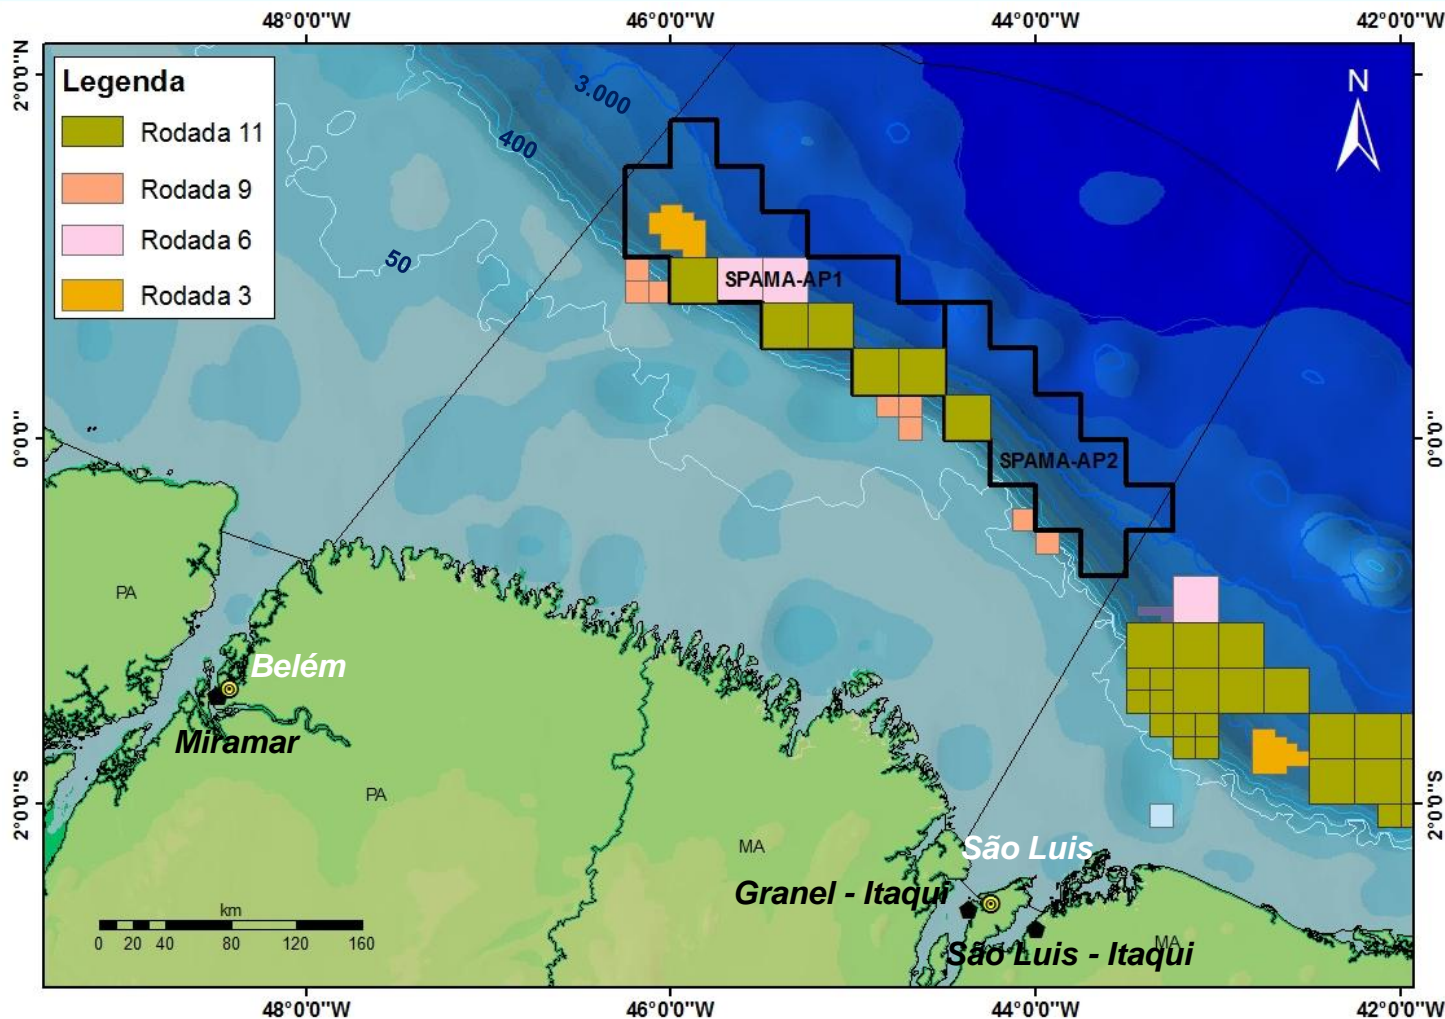 48°0'0"W
46°0'0"W
44°0'0"W
42°0'0"W
2°0'0"N
0°0'0"
2°0'0"S
Legenda
Rodada 11
Rodada 9
Rodada 6
Rodada 3
3.000
400
50
N
SPAMA-AP1
SPAMA-AP2
0°0'0"
2°0'0"S
PA
Belém
Miramar
PA
MA
São Luis
Granel - Itaqui
MA
São Luis - Itaqui
km
0 20 40 80 120 160
48°0'0"W
46°0'0"W
44°0'0"W
42°0'0"W